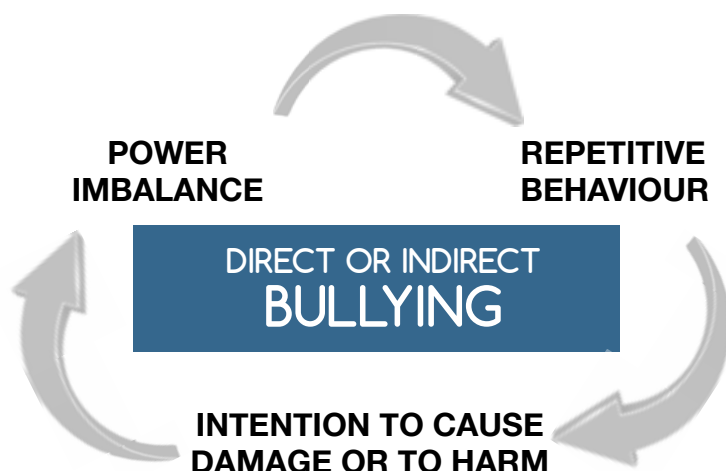 POWER
IMBALANCE
REPETITIVE
BEHAVIOUR
DIRECT OR INDIRECT
BULLYING
INTENTION TO CAUSE
DAMAGE OR TO HARM